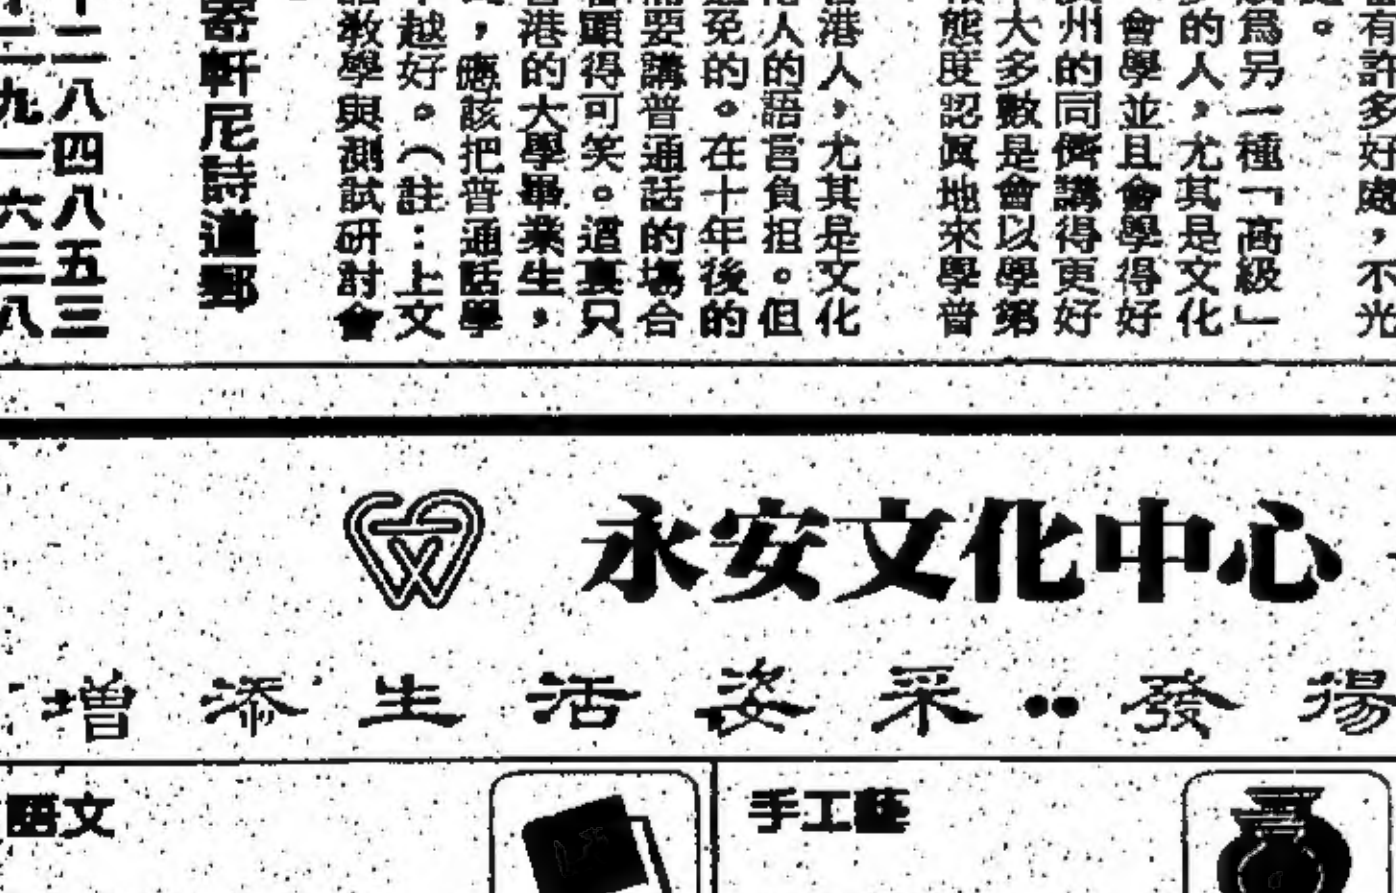 有許多好處，不光
。
爲另一種「高級」
的人，尤其是文化
會學並且會學得好
州的同儕講得更好
大多數是會以學第
態度認眞地來學普
港人，尤其是文化
人的語言負担。但
免的。在十年後的
要講普通話的場合
顯得可笑。這真只
港的大學畢業生，
，應該把普通話學
越好。（註：上文
教學與測試研討會
寄軒尼詩道郵
二八四八五三
二九一六三八
永安文化中心
增添生活姿采··發揚
語文
手工藝